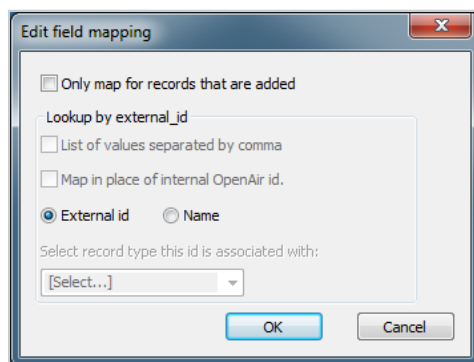 Edit field mapping
Only map for records that are added
Lookup by external_id
List of values separated by comma
Map in place of internal OpenAir id.
External id Name
Select record type this id is associated with:
[Select...]
OK Cancel